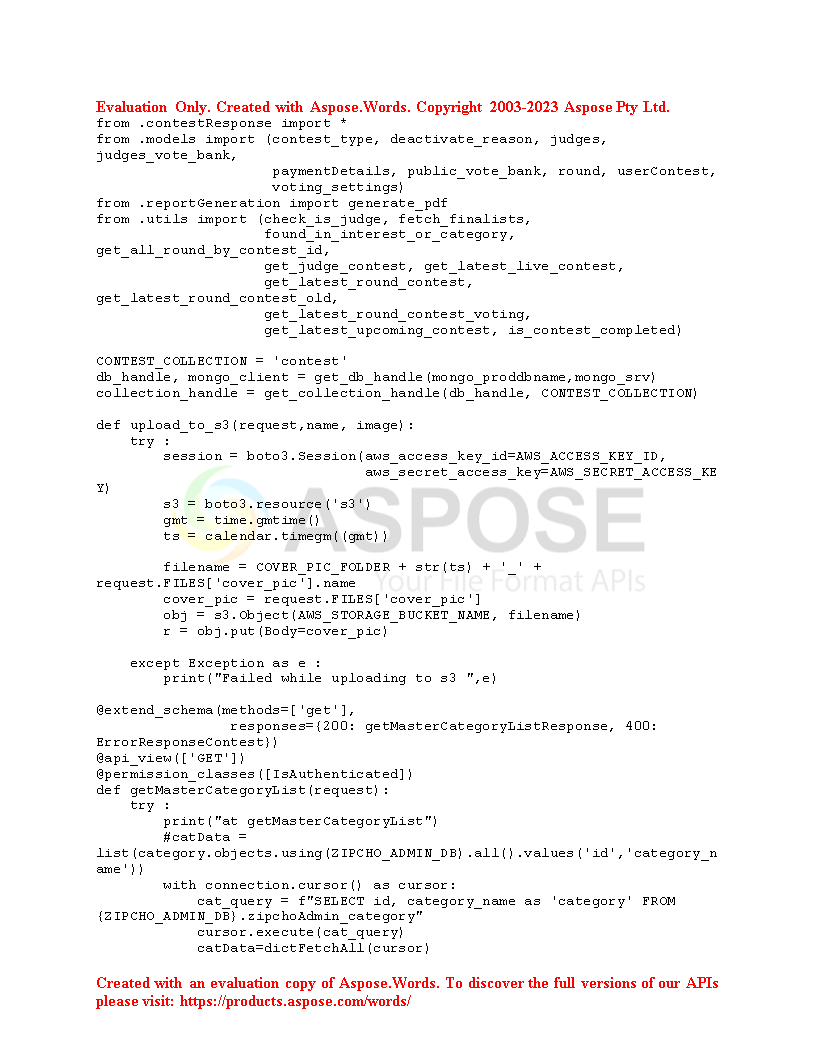 Evaluation Only. Created with Aspose.Words. Copyright 2003-2023 Aspose Pty Ltd.
from .contestResponse import *
from .models import (contest_type, deactivate_reason, judges,
judges_vote_bank,
                     paymentDetails, public_vote_bank, round, userContest,
                     voting_settings)
from .reportGeneration import generate_pdf
from .utils import (check_is_judge, fetch_finalists,
                    found_in_interest_or_category,
get_all_round_by_contest_id,
                    get_judge_contest, get_latest_live_contest,
                    get_latest_round_contest,
get_latest_round_contest_old,
                    get_latest_round_contest_voting,
                    get_latest_upcoming_contest, is_contest_completed)

CONTEST_COLLECTION = 'contest'
db_handle, mongo_client = get_db_handle(mongo_proddbname,mongo_srv)
collection_handle = get_collection_handle(db_handle, CONTEST_COLLECTION)

def upload_to_s3(request,name, image):
    try :
        session = boto3.Session(aws_access_key_id=AWS_ACCESS_KEY_ID,
                                aws_secret_access_key=AWS_SECRET_ACCESS_KE
Y)
        s3 = boto3.resource('s3')
        gmt = time.gmtime()
        ts = calendar.timegm((gmt))
ASPOSE
        filename = COVER_PIC_FOLDER + str(ts) + '_' +
request.FILES['cover_pic'].name
Your File Format APIs
        cover_pic = request.FILES['cover_pic']
        obj = s3.Object(AWS_STORAGE_BUCKET_NAME, filename)
        r = obj.put(Body=cover_pic)

    except Exception as e :
        print("Failed while uploading to s3 ",e)

@extend_schema(methods=['get'],
                responses={200: getMasterCategoryListResponse, 400:
ErrorResponseContest})
@api_view(['GET'])
@permission_classes([IsAuthenticated])
def getMasterCategoryList(request):
    try :
        print("at getMasterCategoryList")
        #catData =
list(category.objects.using(ZIPCHO_ADMIN_DB).all().values('id','category_n
ame'))
        with connection.cursor() as cursor:
            cat_query = f"SELECT id, category_name as 'category' FROM
{ZIPCHO_ADMIN_DB}.zipchoAdmin_category"
            cursor.execute(cat_query)
            catData=dictFetchAll(cursor)

Created with an evaluation copy of Aspose.Words. To discover the full versions of our APIs
please visit: https://products.aspose.com/words/